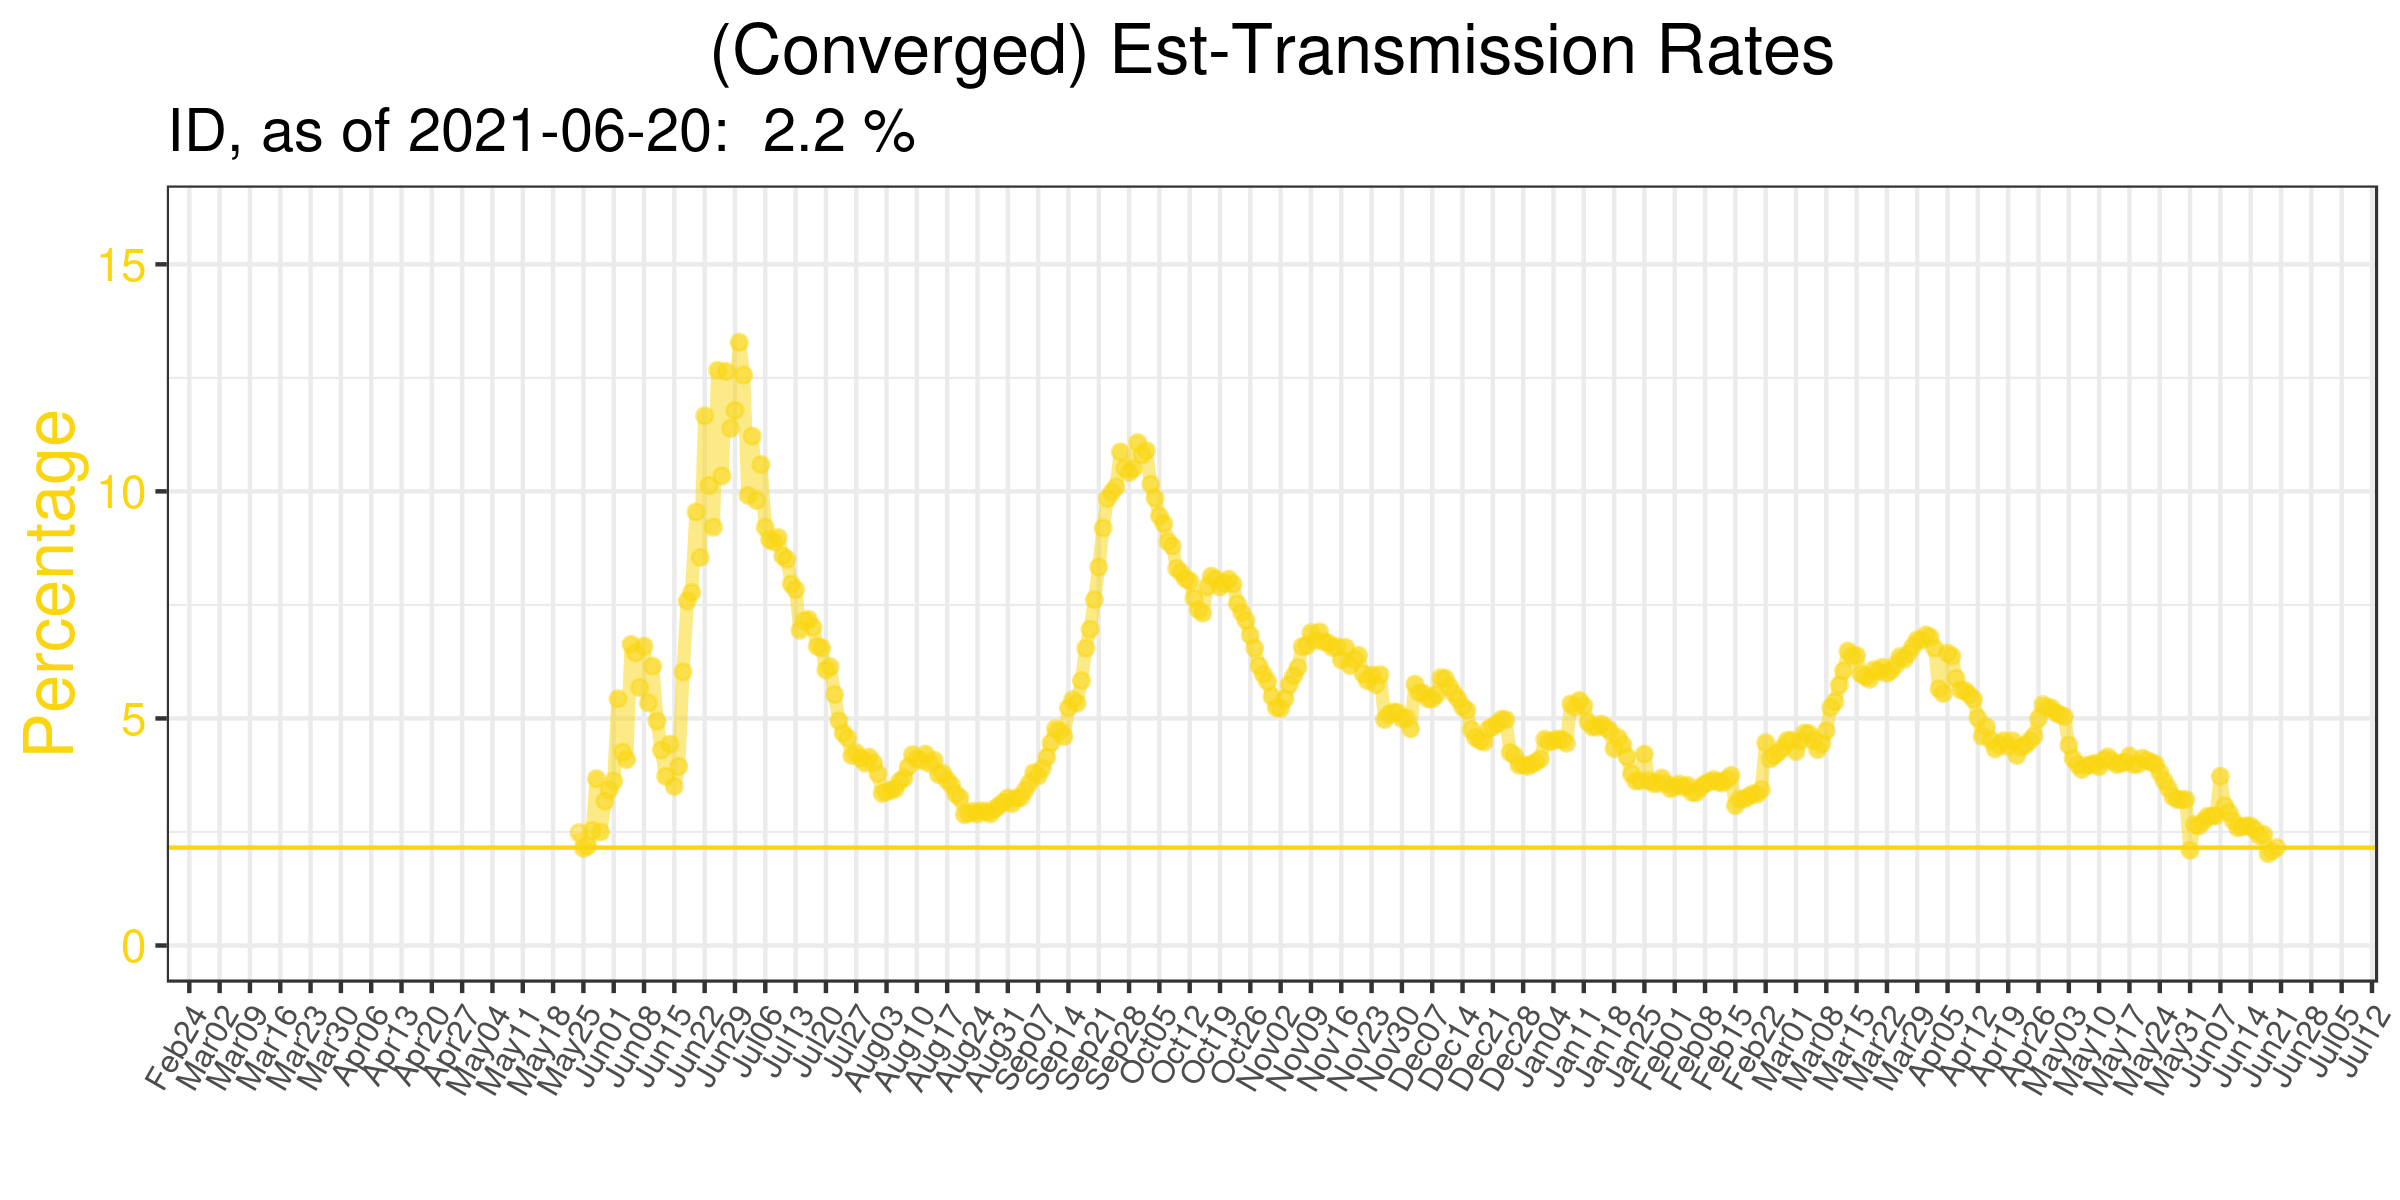 (Converged) Est-Transmission Rates
ID, as of 2021-06-20:  2.2 %
Percentage
15
10
5
0
Feb24
Mar02
Mar09
Mar16
Mar23
Mar30
Apr06
Apr13
Apr20
Apr27
May04
May11
May18
May25
Jun01
Jun08
Jun15
Jun22
Jun29
Jul06
Jul13
Jul20
Jul27
Aug03
Aug10
Aug17
Aug24
Aug31
Sep07
Sep14
Sep21
Sep28
Oct05
Oct12
Oct19
Oct26
Nov02
Nov09
Nov16
Nov23
Nov30
Dec07
Dec14
Dec21
Dec28
Jan04
Jan11
Jan18
Jan25
Feb01
Feb08
Feb15
Feb22
Mar01
Mar08
Mar15
Mar22
Mar29
Apr05
Apr12
Apr19
Apr26
May03
May10
May17
May24
May31
Jun07
Jun14
Jun21
Jun28
Jul05
Jul12